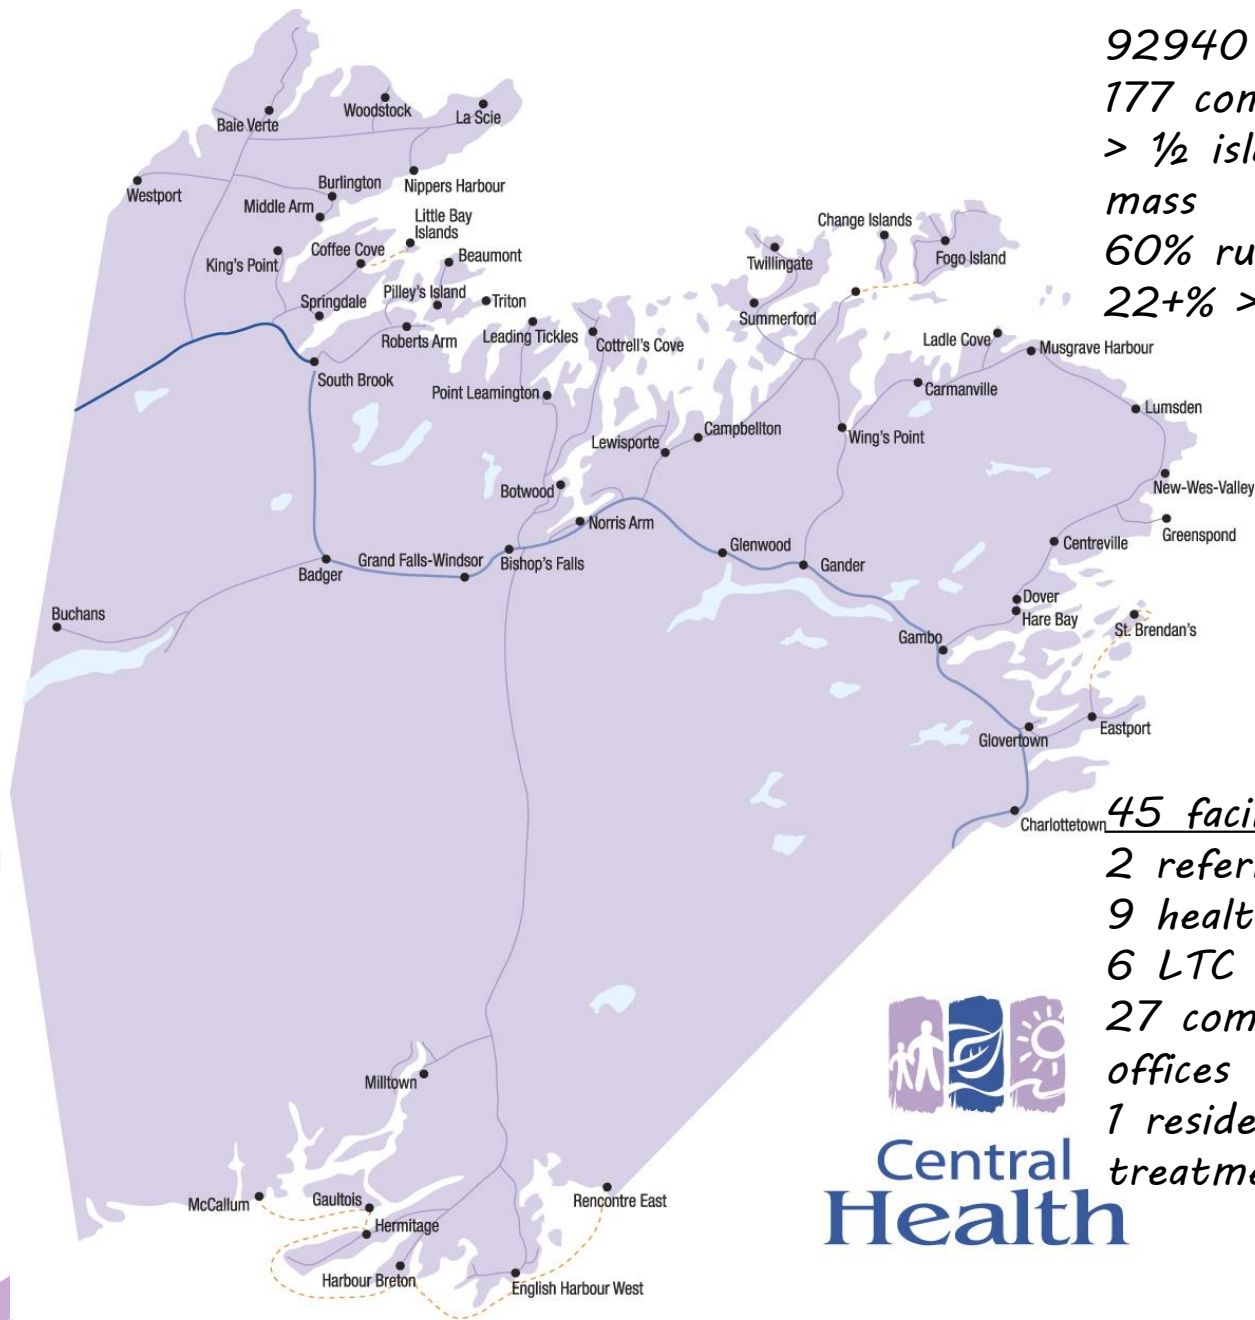 92940
177 con
> ½ isla
mass
60% ru
22+% >
Woodstock
La Scie
Baie Verte
Westport
Burlington
Nippers Harbour
Middle Arm
Little Bay
Islands
Coffee Cove
Beaumont
King's Point
Pilley's Island
Triton
Springdale
Roberts Arm
Leading Tickles
Cottrell's Cove
South Brook
Point Leamington
Change Islands
Twillingate
Fogo Island
Summerford
Ladle Cove
Musgrave Harbour
Carmanville
Lumsden
Campbellton
Wing's Point
Lewisporte
Botwood
New-Wes-Valley
Norris Arm
Greenspond
Glenwood
Centreville
Grand Falls-Windsor
Bishop's Falls
Gander
Badger
Dover
Hare Bay
Buchans
St. Brendan's
Gambo
Glovertown
Eastport
Charlottetown
45 facil
2 referr
9 healt
6 LTC
27 com
offices
1 reside
treatme
Milltown
McCallum
Gaultois
Rencontre East
Hermitage
Harbour Breton
English Harbour West
Central
Health